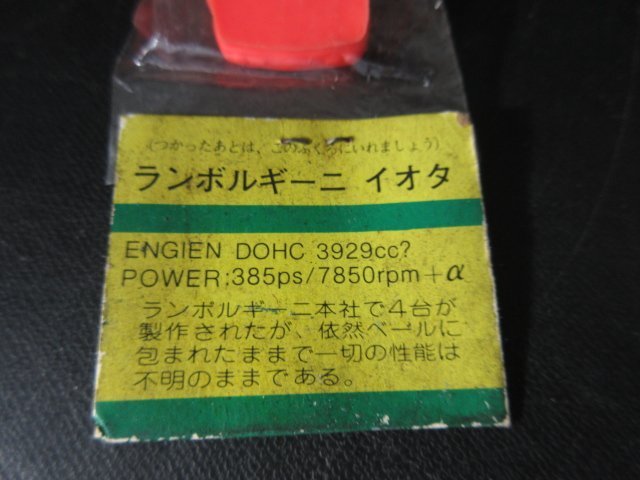 (つかったあとは、このふくろにいれましょう)
ランボルギーニ イオタ
ENGIEN DOHC 3929cc?
POWER:385ps/7850rpm+α
ランボルギーニ本社で4台が
製作されたが、依然ベールに
包まれたままで一切の性能は
不明のままである。